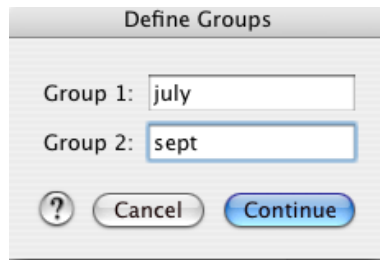 Define Groups
Group 1: july
Group 2: sept
? Cancel Continue